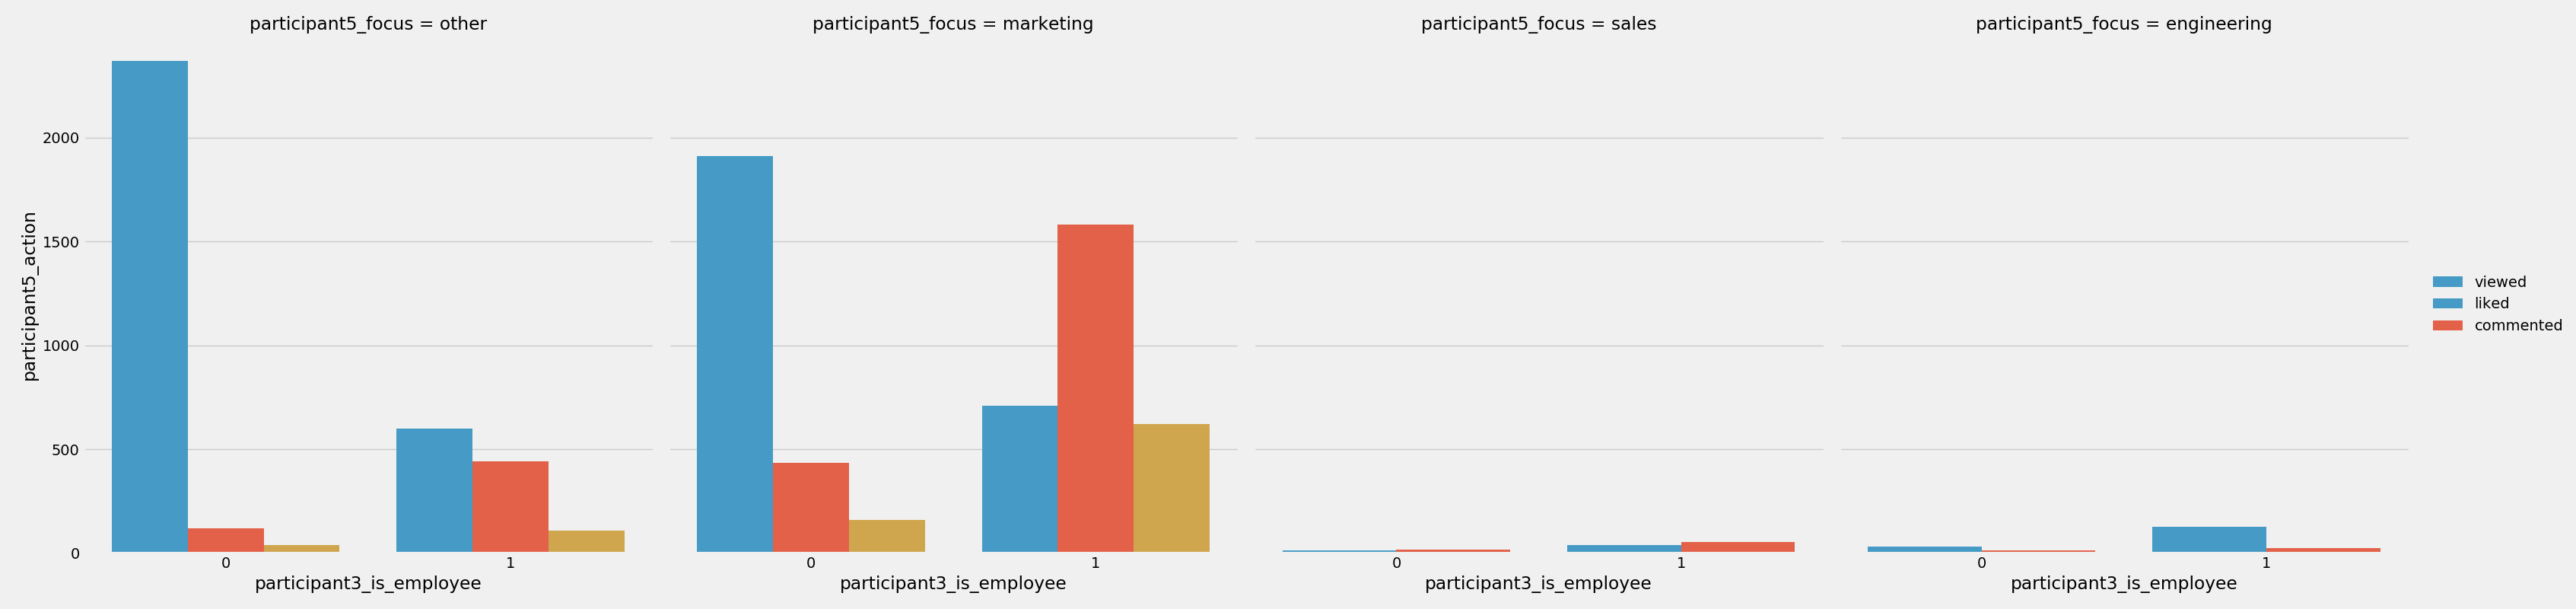 participant5_focus = other
participant5_focus = marketing
participant5_focus = sales
participant5_focus = engineering
participant5_action
2000
1500
1000
500
0
0 1
0 1
0 1
0 1
participant3_is_employee
participant3_is_employee
participant3_is_employee
participant3_is_employee
viewed
liked
commented